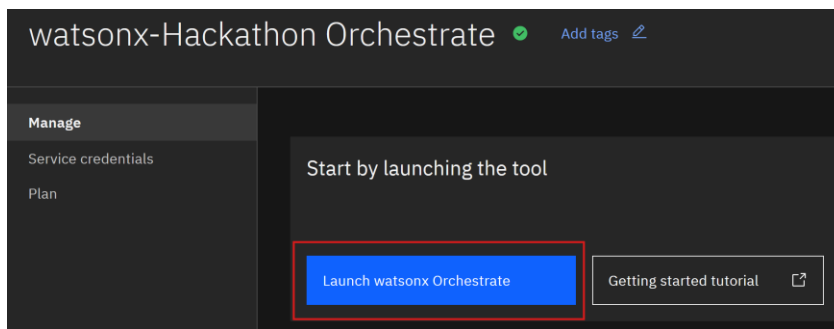 watsonx-Hackathon Orchestrate Add tags
Manage
Service credentials
Plan
Start by launching the tool
Launch watsonx Orchestrate
Getting started tutorial